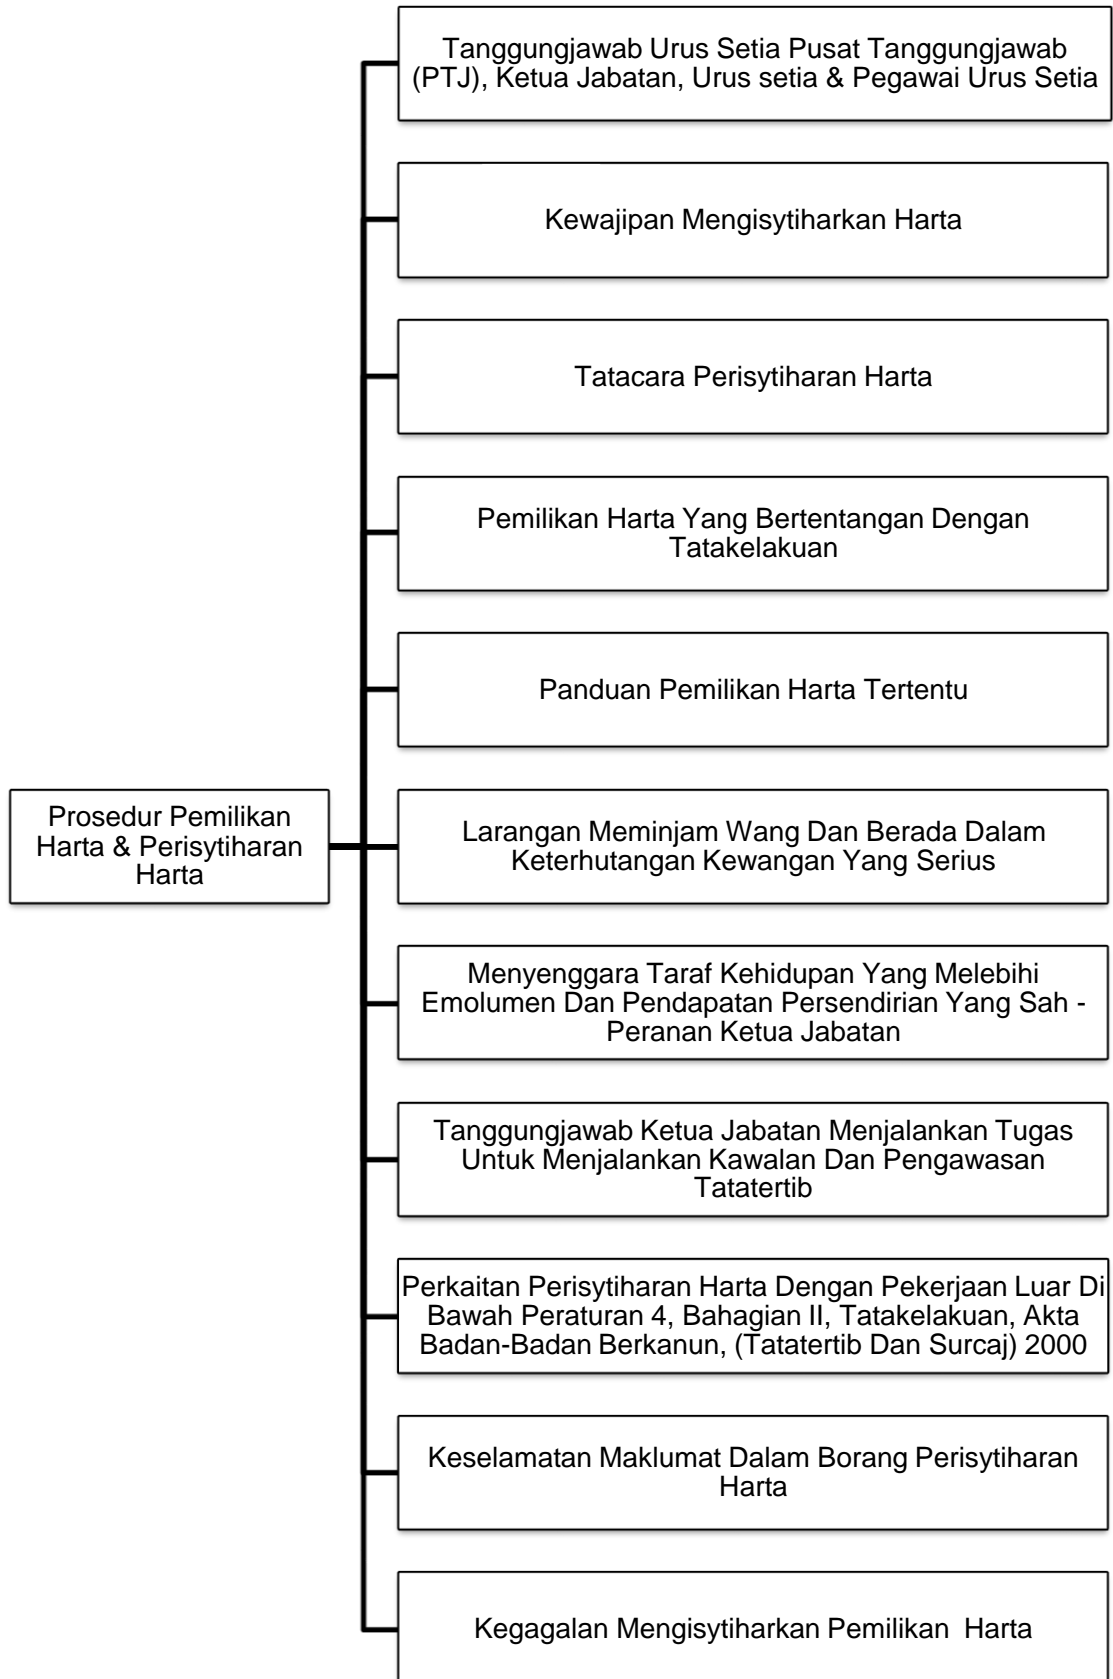 Tanggungjawab Urus Setia Pusat Tanggungjawab
(PTJ), Ketua Jabatan, Urus setia & Pegawai Urus Setia
Kewajipan Mengisytiharkan Harta
Tatacara Perisytiharan Harta
Pemilikan Harta Yang Bertentangan Dengan
Tatakelakuan
Panduan Pemilikan Harta Tertentu
Prosedur Pemilikan
Harta & Perisytiharan
Harta
Larangan Meminjam Wang Dan Berada Dalam
Keterhutangan Kewangan Yang Serius
Menyenggara Taraf Kehidupan Yang Melebihi
Emolumen Dan Pendapatan Persendirian Yang Sah -
Peranan Ketua Jabatan
Tanggungjawab Ketua Jabatan Menjalankan Tugas
Untuk Menjalankan Kawalan Dan Pengawasan
Tatatertib
Perkaitan Perisytiharan Harta Dengan Pekerjaan Luar Di
Bawah Peraturan 4, Bahagian II, Tatakelakuan, Akta
Badan-Badan Berkanun, (Tatatertib Dan Surcaj) 2000
Keselamatan Maklumat Dalam Borang Perisytiharan
Harta
Kegagalan Mengisytiharkan Pemilikan Harta